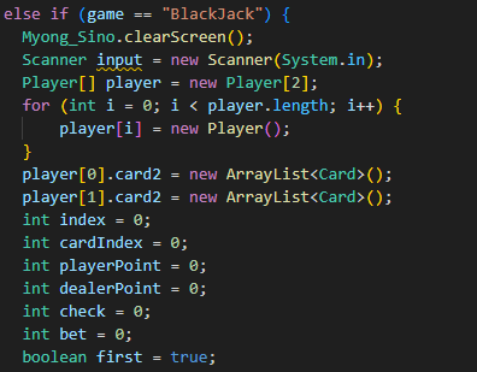 else if (game == "BlackJack") {
Myong_Sino.clearScreen();
Scanner input = new Scanner(System.in);
Player[] player = new Player[2];
for (int i = 0; i < player.length; i++) {
player[i] = new Player();
}
player[0].card2 = new ArrayList<Card>();
player[1].card2 = new ArrayList<Card>();
int index = 0;
int cardIndex = 0;
int playerPoint = 0;
int dealerPoint = 0;
int check = 0;
int bet = 0;
boolean first = true;